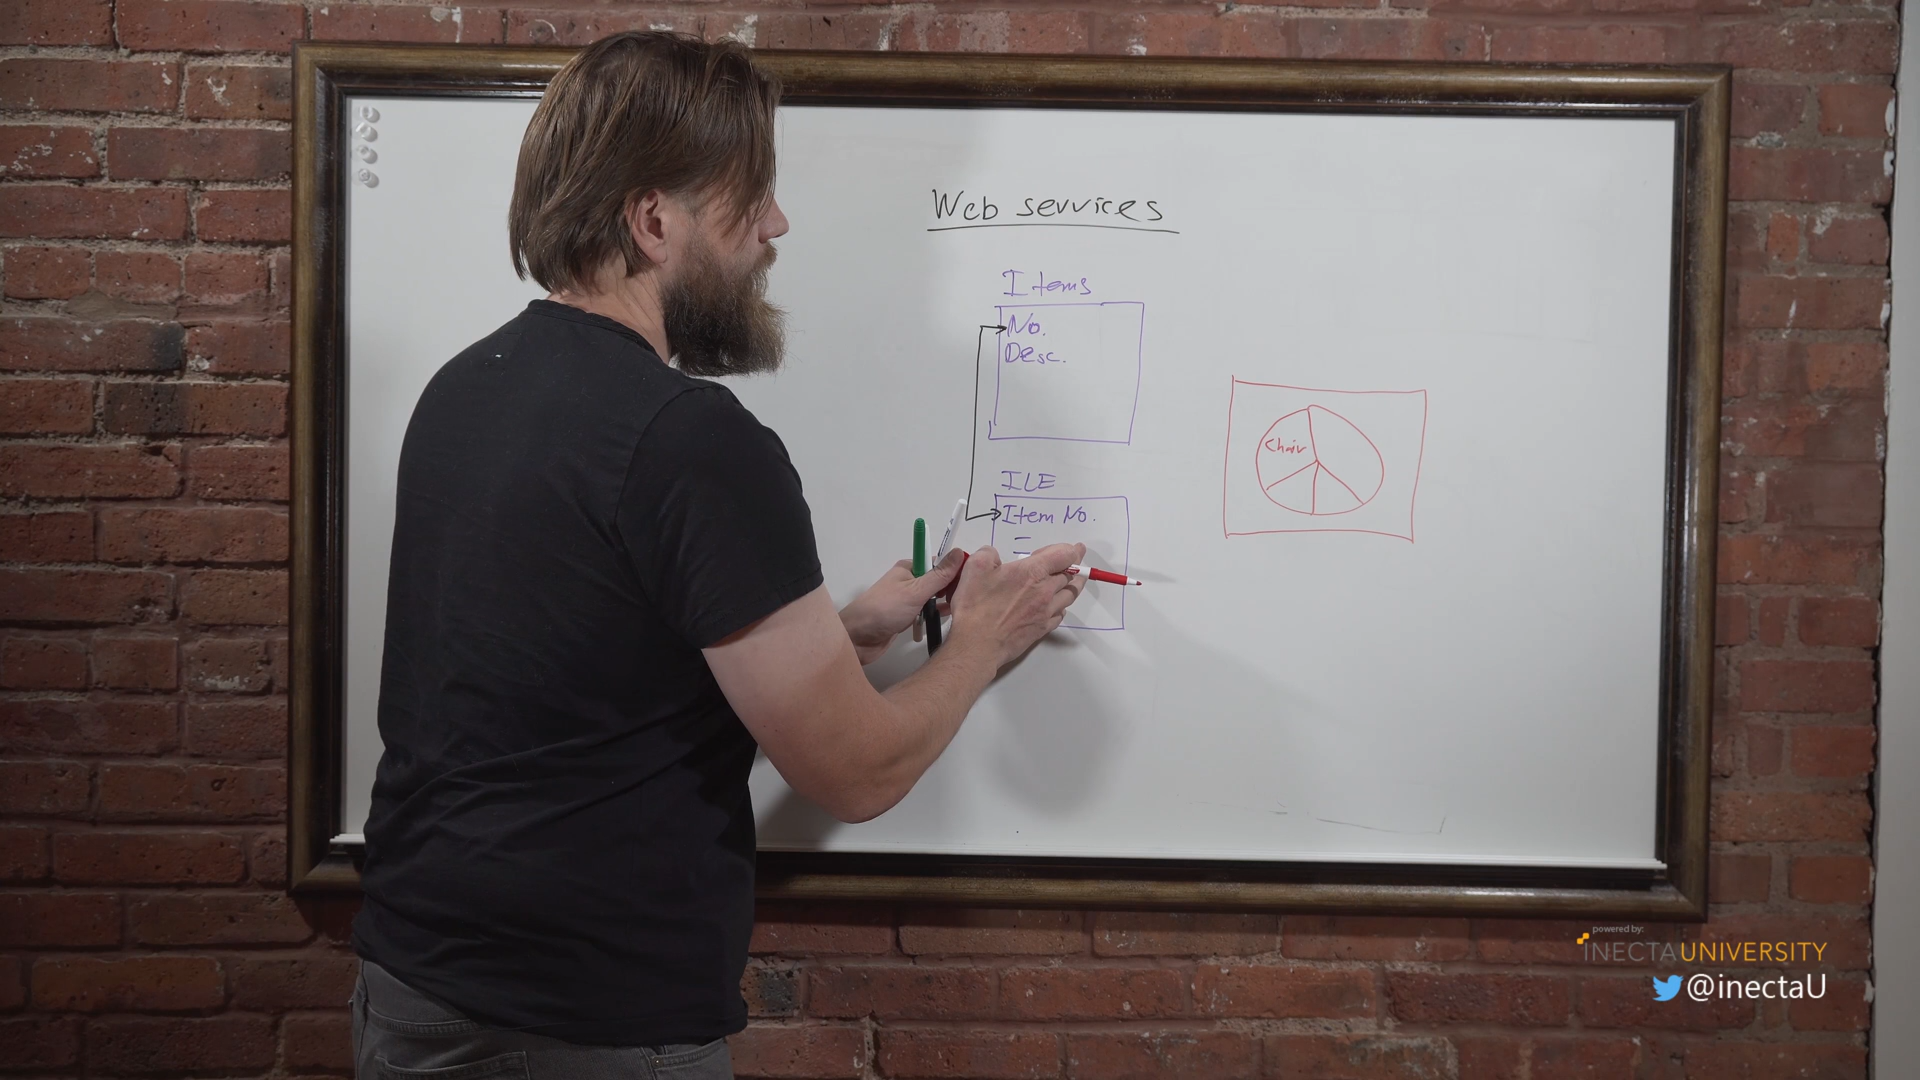 Web services
Items
No.
Desc.
Chair
ILE
Item No.
powered by:
INECTAUNIVERSITY
@inectaU